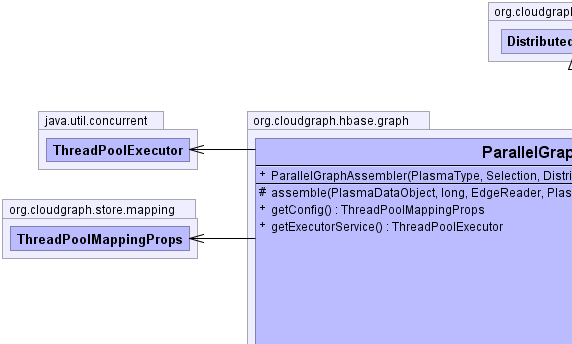 org.cloudgraph
Distributed
java.util.concurrent
ThreadPoolExecutor
org.cloudgraph.hbase.graph
ParallelGrap
+ ParallelGraphAssembler(PlasmaType, Selection, Distri
# assemble(PlasmaDataObject, long, EdgeReader, Plas
+ getConfig() : ThreadPoolMappingProps
+ getExecutorService() : ThreadPoolExecutor
org.cloudgraph.store.mapping
ThreadPoolMappingProps